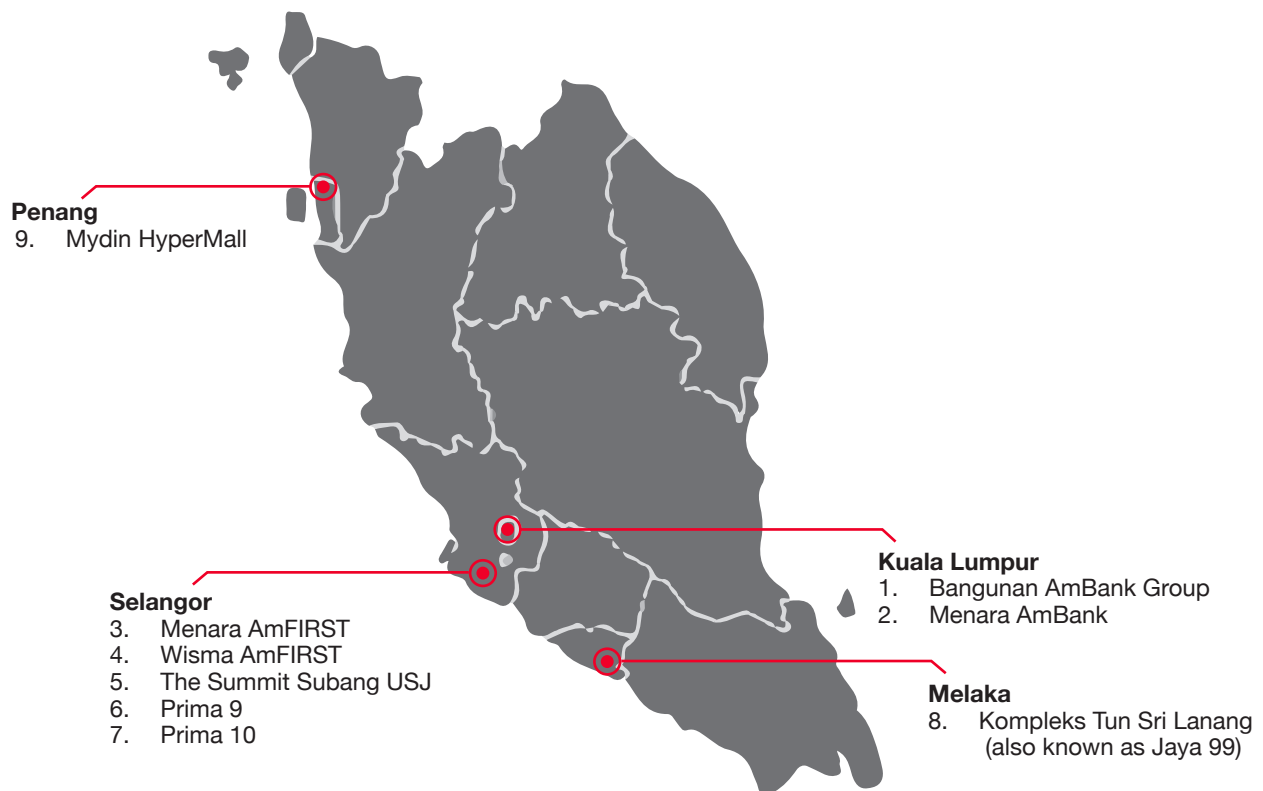 Penang
9. Mydin HyperMall
Kuala Lumpur
1. Bangunan AmBank Group
2. Menara AmBank
Selangor
3. Menara AmFIRST
4. Wisma AmFIRST
5. The Summit Subang USJ
6. Prima 9
7. Prima 10
Melaka
8. Kompleks Tun Sri Lanang
(also known as Jaya 99)